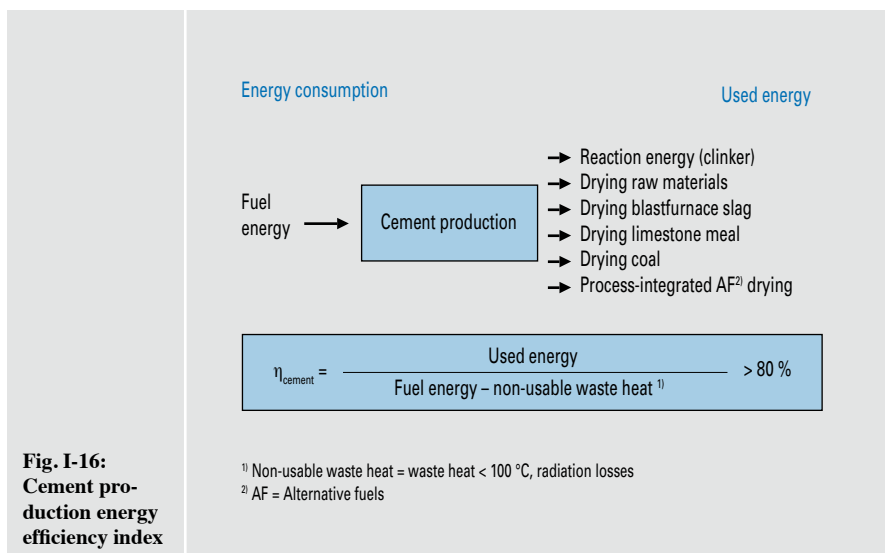 Energy consumption
Used energy
Fuel
energy
Cement production
Reaction energy (clinker)
Drying raw materials
Drying blastfurnace slag
Drying limestone meal
Drying coal
Process-integrated AF²⁾ drying
η cement = Used energy
Fuel energy – non-usable waste heat ¹⁾
> 80 %
¹⁾ Non-usable waste heat = waste heat < 100 °C, radiation losses
²⁾ AF = Alternative fuels
Fig. I-16:
Cement pro-
duction energy
efficiency index